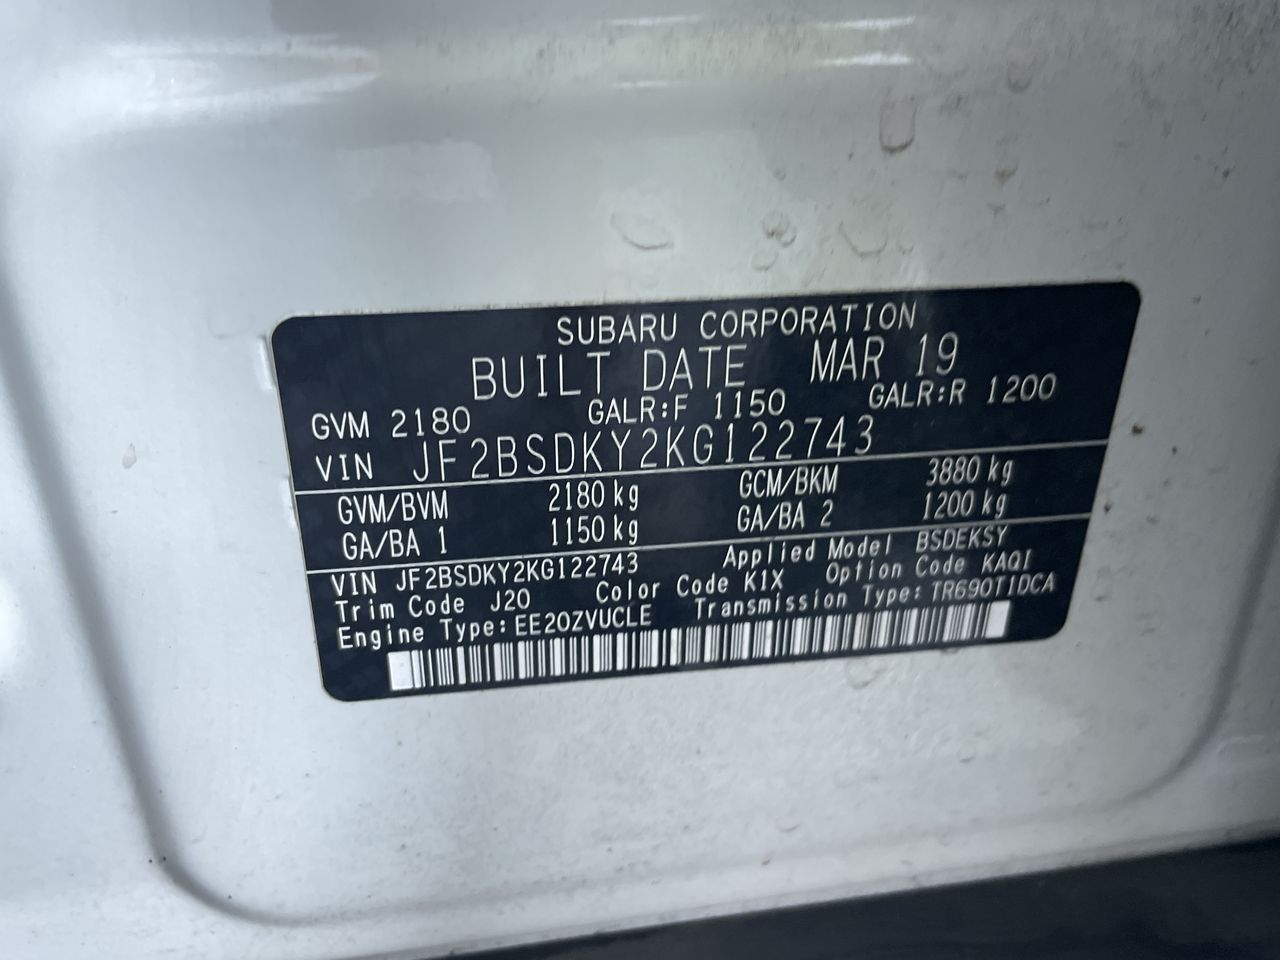 SUBARU CORPORATION
BUILT DATE MAR 19
GVM 2180 GALR:F 1150 GALR:R 1200
VIN JF2BSDKY2KG122743
GVM/BVM 2180 kg GCM/BKM 3880 kg
GA/BA 1 1150 kg GA/BA 2 1200 kg
VIN JF2BSDKY2KG122743 Applied Model BSDEKSY
Trim Code J20 Color Code K1X Option Code KAQI
Engine Type:EE20ZVUCLE Transmission Type:TR690T1DCA